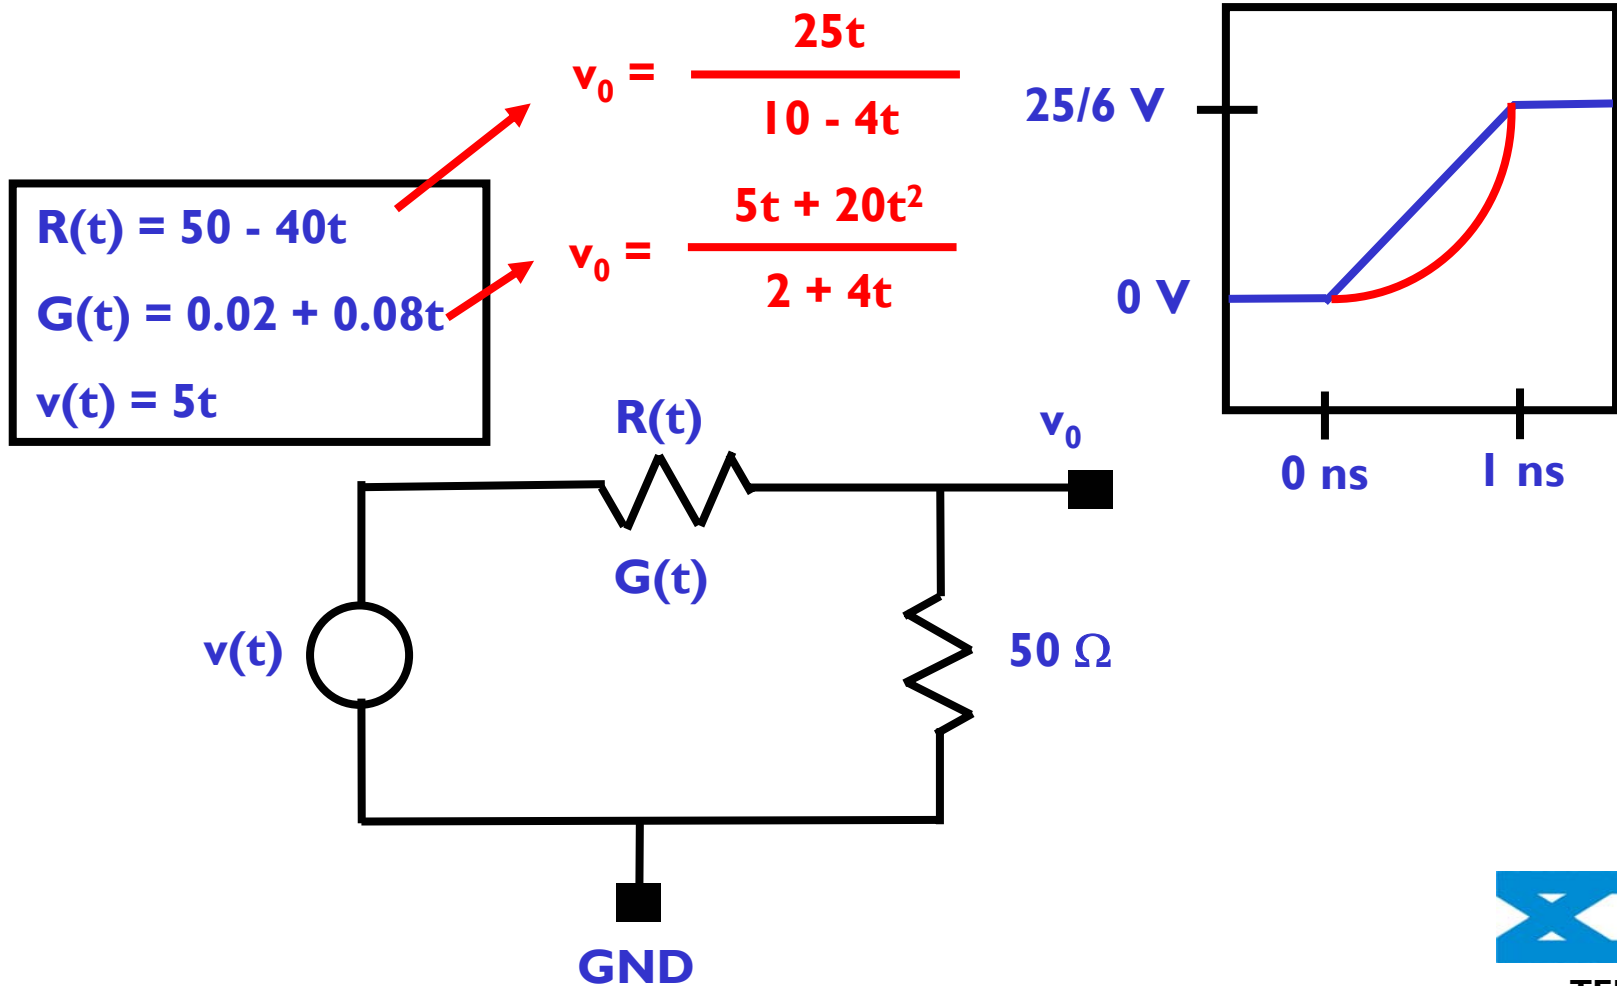 25t
v₀ =
10 - 4t
R(t) = 50 - 40t
5t + 20t²
v₀ =
2 + 4t
G(t) = 0.02 + 0.08t
v(t) = 5t
25/6 V
0 V
0 ns
1 ns
R(t)
v₀
G(t)
v(t)
50 Ω
GND